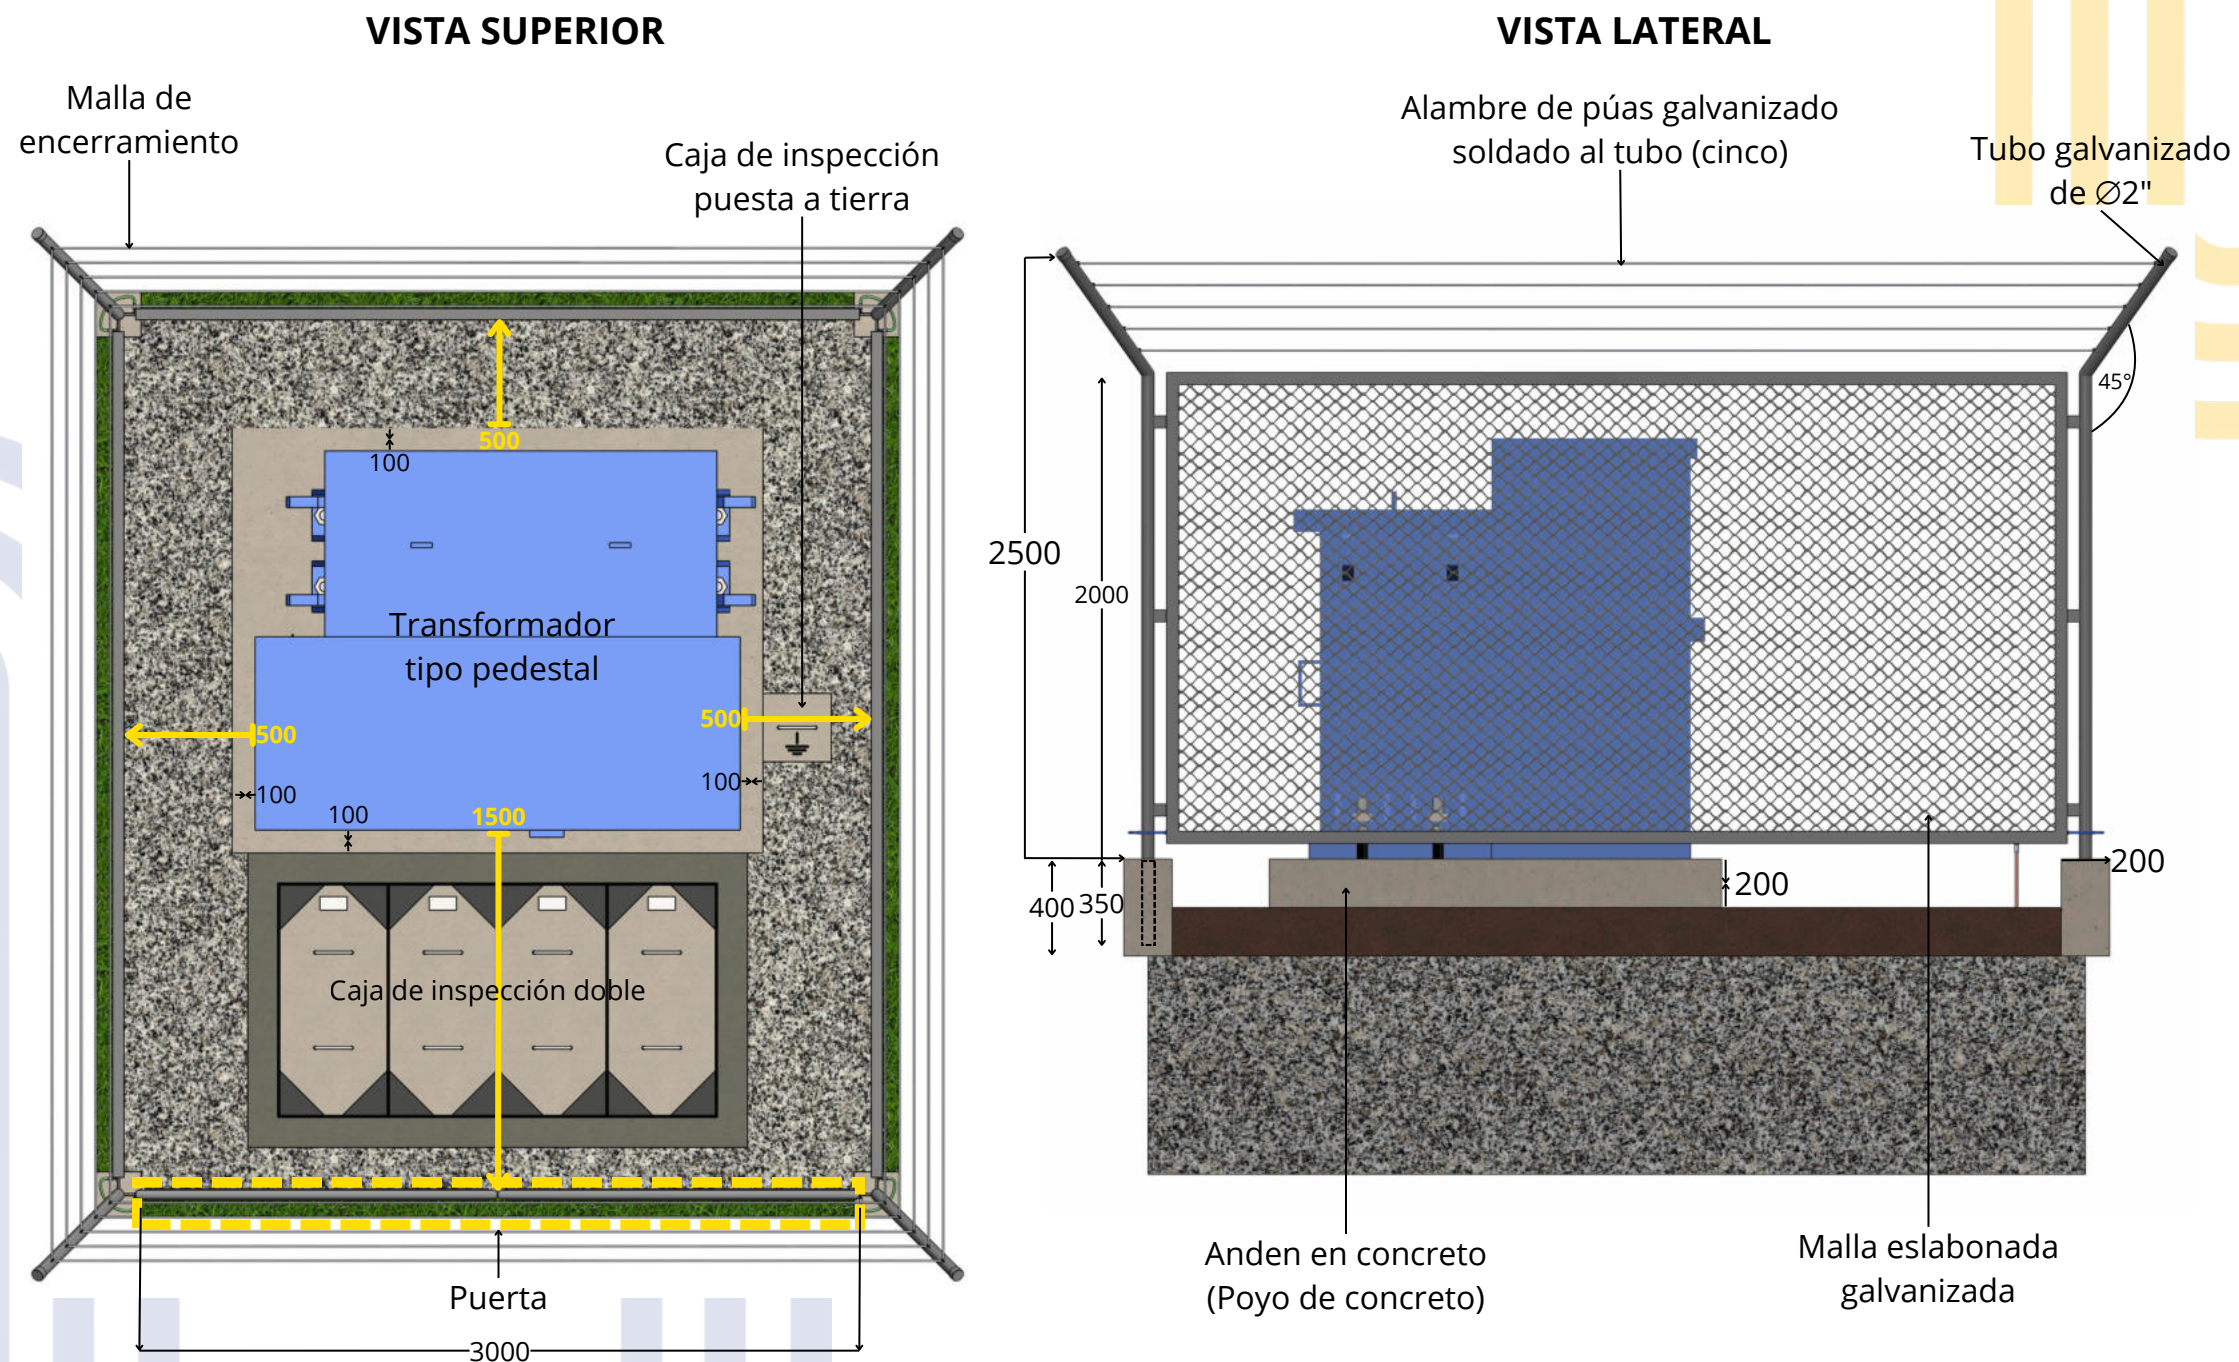 VISTA SUPERIOR
Malla de
encerramiento
Caja de inspección
puesta a tierra
500
100
Transformador
tipo pedestal
500
500
100
100
100
1500
Caja de inspección doble
Puerta
3000
VISTA LATERAL
Alambre de púas galvanizado
soldado al tubo (cinco)
Tubo galvanizado
de ∅2"
45°
2500
2000
200
200
400
350
Anden en concreto
(Poyo de concreto)
Malla eslabonada
galvanizada